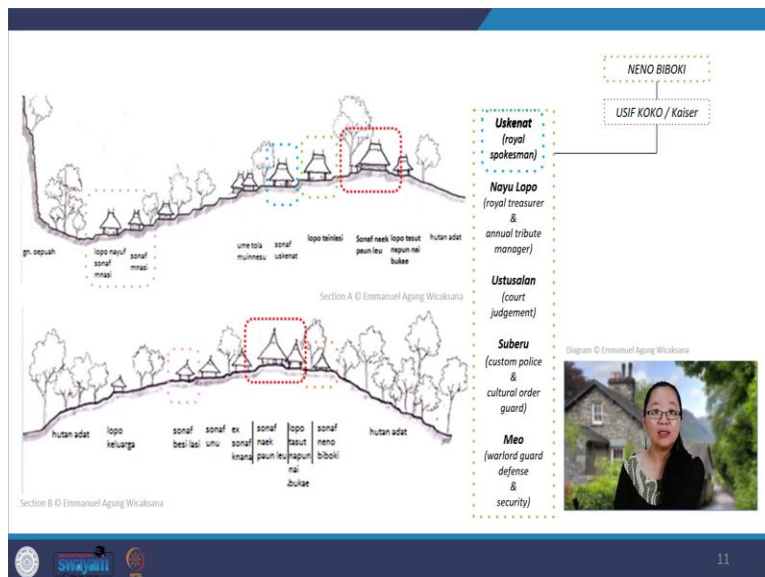 NENO BIBOKI
USIF KOKO / Kaiser
Uskenat
(royal
spokesman)
Nayu Lopo
(royal treasurer
&
annual tribute
manager)
Ustusalan
(court
judgement)
Suberu
(custom police
&
cultural order
guard)
Meo
(warlord guard
defense
&
security)
gn. oepuah
lopo nayuf
sonaf
mnasi
sonaf
mnasi
ume tola
muinnesu
sonaf
uskenat
lopo tainlasi
Sonaf naek
paun leu
lopo tasut
napun nai
bukae
hutan adat
Section A © Emmanuel Agung Wicaksana
hutan adat
lopo
keluarga
sonaf
besi lasi
sonaf
unu
ex
sonaf
knana
sonaf
naek
paun leu
lopo
tasut
napun
nai
.bukae
sonaf
neno
biboki
hutan adat
Section B © Emmanuel Agung Wicaksana
Diagram © Emmanuel Agung Wicaksana
swayam
11